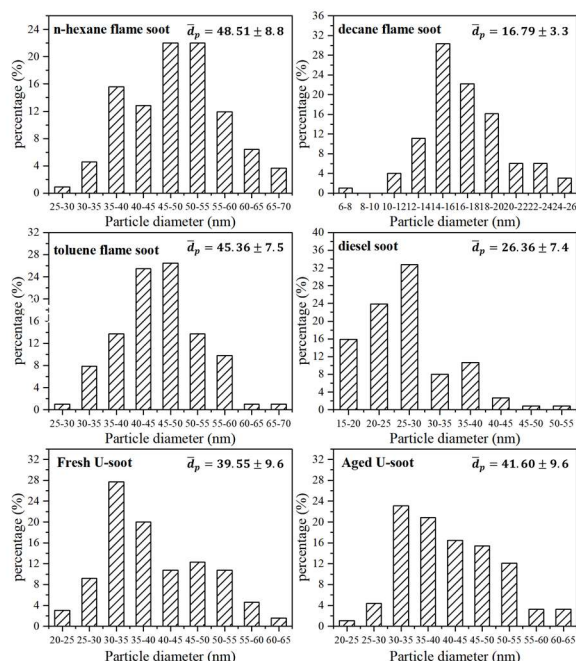 n-hexane flame soot
d̄p = 48.51 ± 8.8
percentage (%)
24
20
16
12
8
4
0
25-30 30-35 35-40 40-45 45-50 50-55 55-60 60-65 65-70
Particle diameter (nm)
decane flame soot
d̄p = 16.79 ± 3.3
percentage (%)
36
32
28
24
20
16
12
8
4
0
6-8 8-10 10-12 12-14 14-16 16-18 18-20 20-22 22-24 24-26
Particle diameter (nm)
toluene flame soot
d̄p = 45.36 ± 7.5
percentage (%)
28
24
20
16
12
8
4
0
25-30 30-35 35-40 40-45 45-50 50-55 55-60 60-65 65-70
Particle diameter (nm)
diesel soot
d̄p = 26.36 ± 7.4
percentage (%)
40
36
32
28
24
20
16
12
8
4
0
15-20 20-25 25-30 30-35 35-40 40-45 45-50 50-55
Particle diameter (nm)
Fresh U-soot
d̄p = 39.55 ± 9.6
percentage (%)
32
28
24
20
16
12
8
4
0
20-25 25-30 30-35 35-40 40-45 45-50 50-55 55-60 60-65
Particle diameter (nm)
Aged U-soot
d̄p = 41.60 ± 9.6
percentage (%)
32
28
24
20
16
12
8
4
0
20-25 25-30 30-35 35-40 40-45 45-50 50-55 55-60 60-65
Particle diameter (nm)